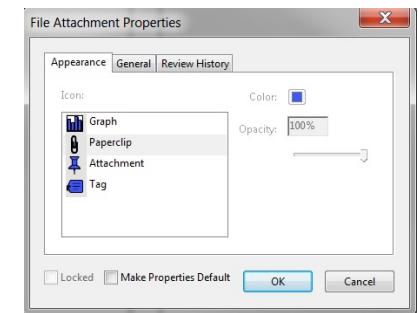 File Attachment Properties
X
Appearance General Review History
Icon: Color:
Graph
Paperclip
Attachment
Tag
Opacity: 100%
Locked Make Properties Default OK Cancel